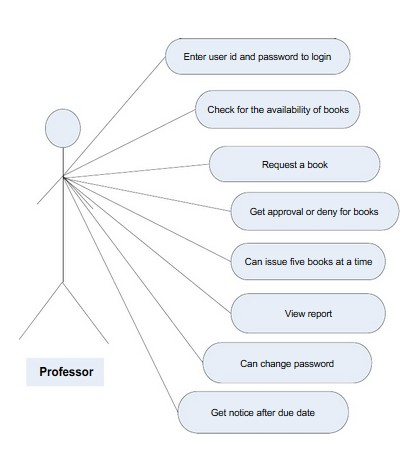 Enter user id and password to login
Check for the availability of books
Request a book
Get approval or deny for books
Can issue five books at a time
View report
Can change password
Professor
Get notice after due date